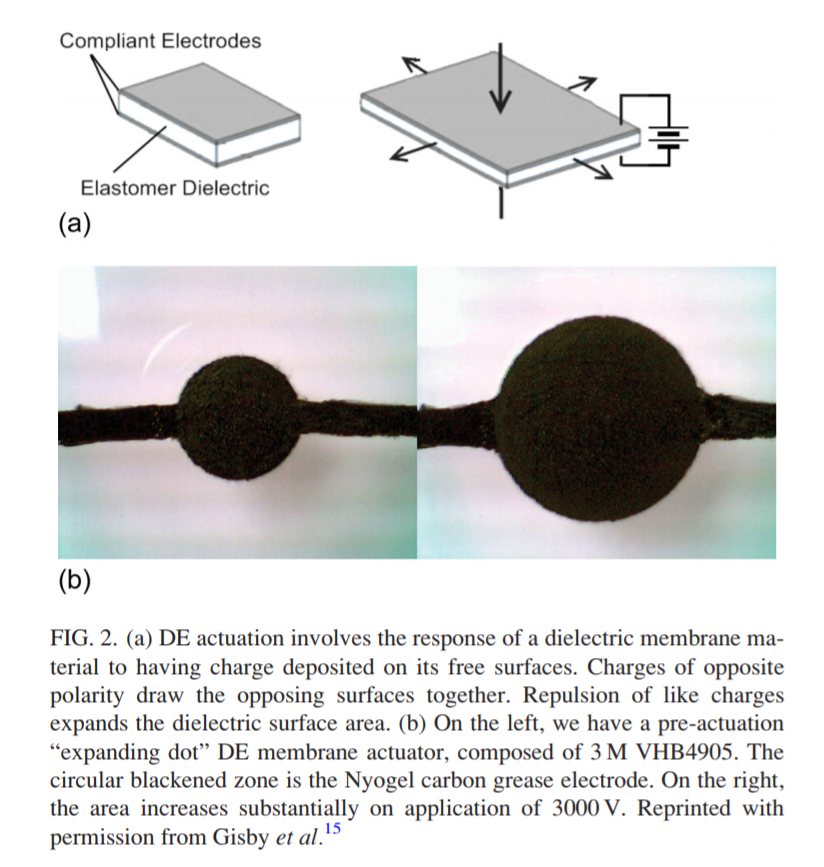 Compliant Electrodes
Elastomer Dielectric
(a)
(b)
FIG. 2. (a) DE actuation involves the response of a dielectric membrane ma-
terial to having charge deposited on its free surfaces. Charges of opposite
polarity draw the opposing surfaces together. Repulsion of like charges
expands the dielectric surface area. (b) On the left, we have a pre-actuation
“expanding dot” DE membrane actuator, composed of 3 M VHB4905. The
circular blackened zone is the Nyogel carbon grease electrode. On the right,
the area increases substantially on application of 3000 V. Reprinted with
permission from Gisby et al.15